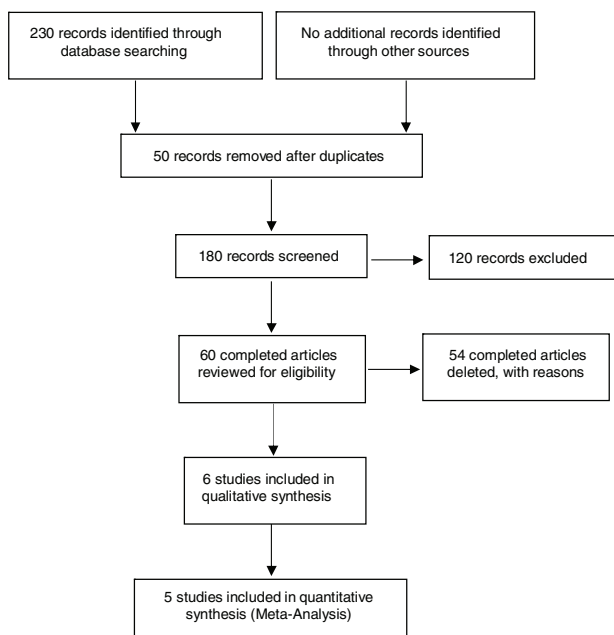 230 records identified through
database searching
No additional records identified
through other sources
50 records removed after duplicates
180 records screened
120 records excluded
60 completed articles
reviewed for eligibility
54 completed articles
deleted, with reasons
6 studies included in
qualitative synthesis
5 studies included in quantitative
synthesis (Meta-Analysis)